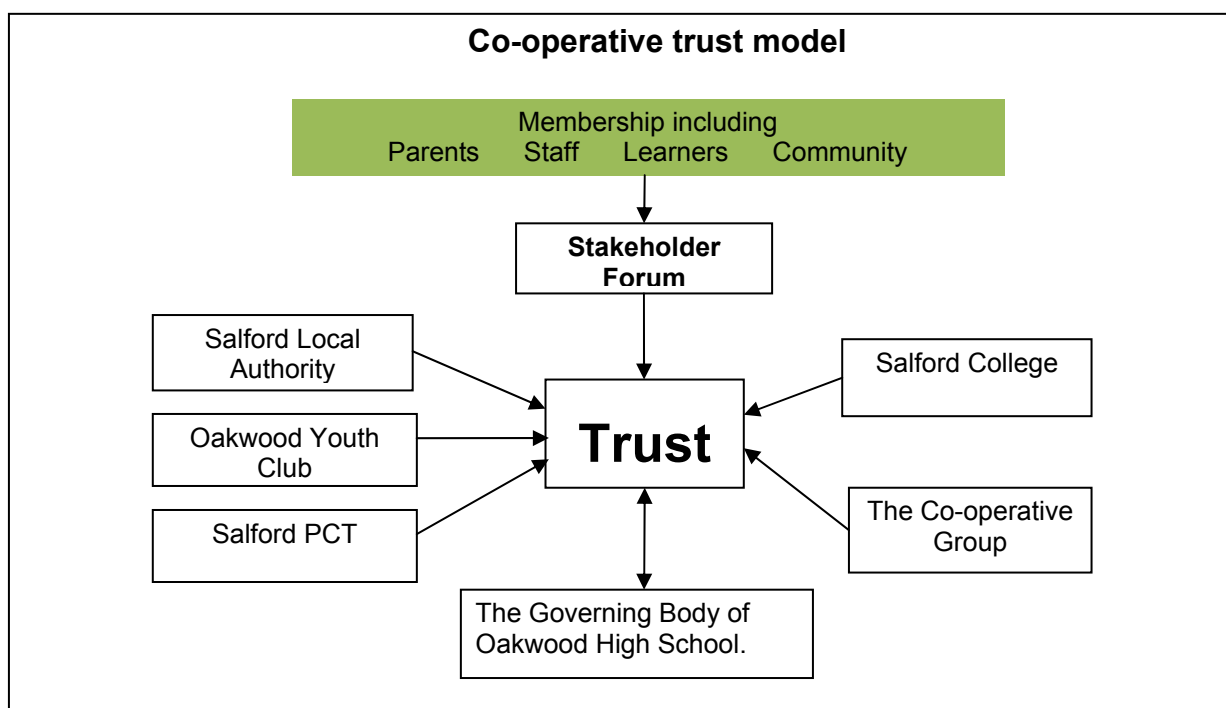 Co-operative trust model
Membership including
Parents Staff Learners Community
Stakeholder
Forum
Salford Local
Authority
Oakwood Youth
Club
Salford PCT
Trust
Salford College
The Co-operative
Group
The Governing Body of
Oakwood High School.